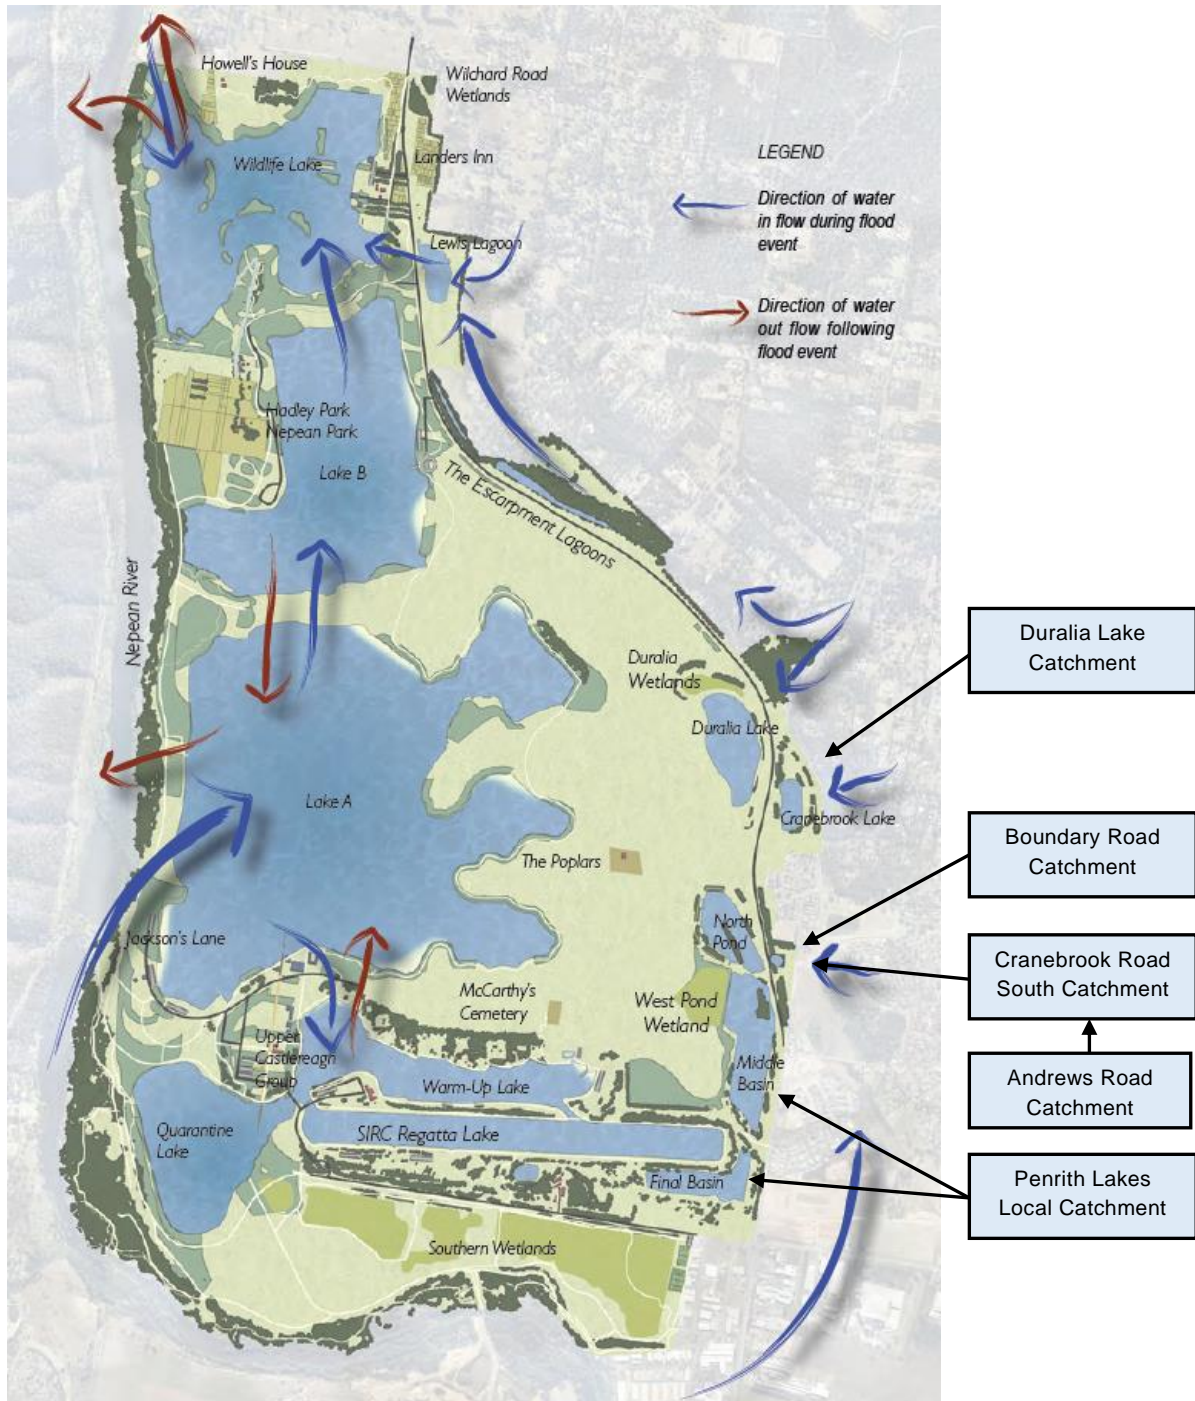 Howell's House
Wilchard Road
Wetlands
Wildlife Lake
Landers Inn
LEGEND
Direction of water
in flow during flood
event
Lewis Lagoon
Direction of water
out flow following
flood event
Hadley Park
Nepean Park
Lake B
The Escarpment Lagoons
Nepean River
Duralia Lake
Catchment
Duralia
Wetlands
Duralia Lake
Lake A
Cranebrook Lake
Boundary Road
Catchment
The Poplars
North
Pond
Jackson's Lane
Cranebrook Road
South Catchment
McCarthy's
Cemetery
West Pond
Wetland
Upper
Castlereagh
Group
Middle
Basin
Warm-Up Lake
Andrews Road
Catchment
Quarantine
Lake
SIRC Regatta Lake
Final Basin
Penrith Lakes
Local Catchment
Southern Wetlands